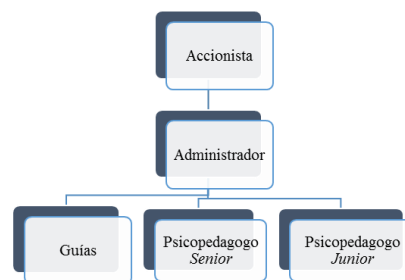 Accionista
Administrador
Guías
Psicopedagogo
Senior
Psicopedagogo
Junior